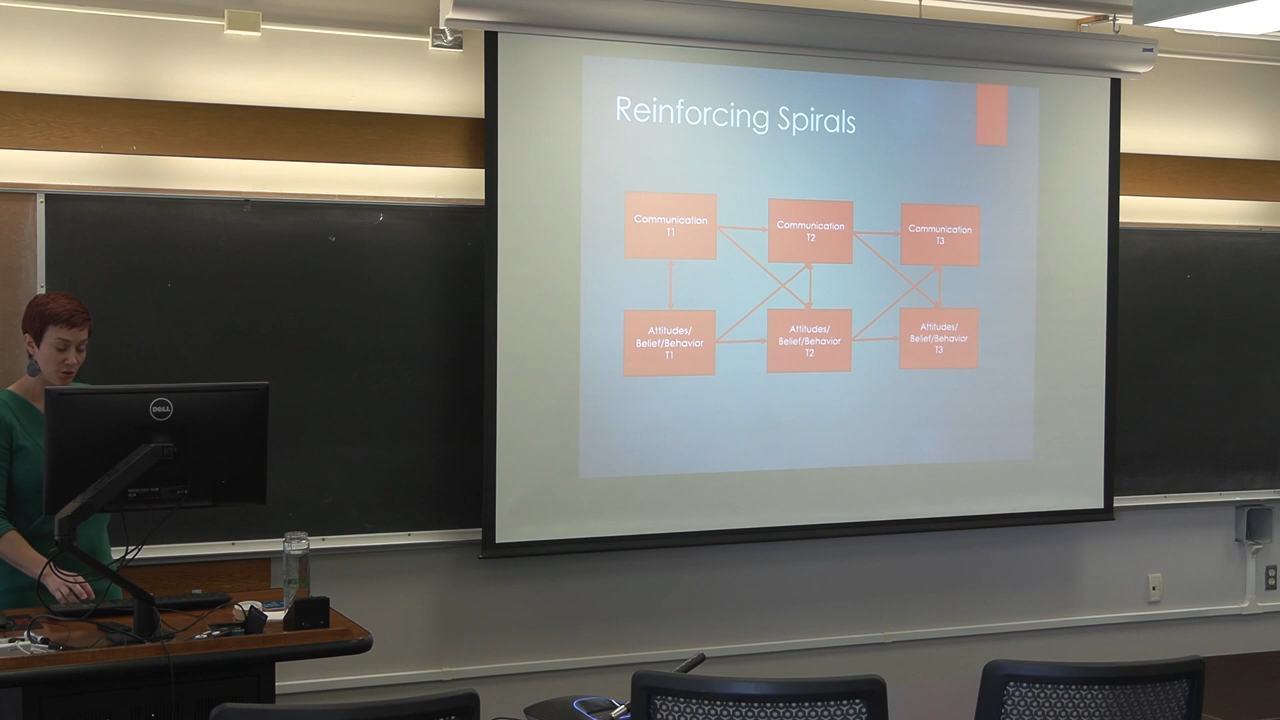 Reinforcing Spirals
Communication
T1
Communication
T2
Communication
T3
Attitudes/
Belief/Behavior
T1
Attitudes/
Belief/Behavior
T2
Attitudes/
Belief/Behavior
T3
DELL